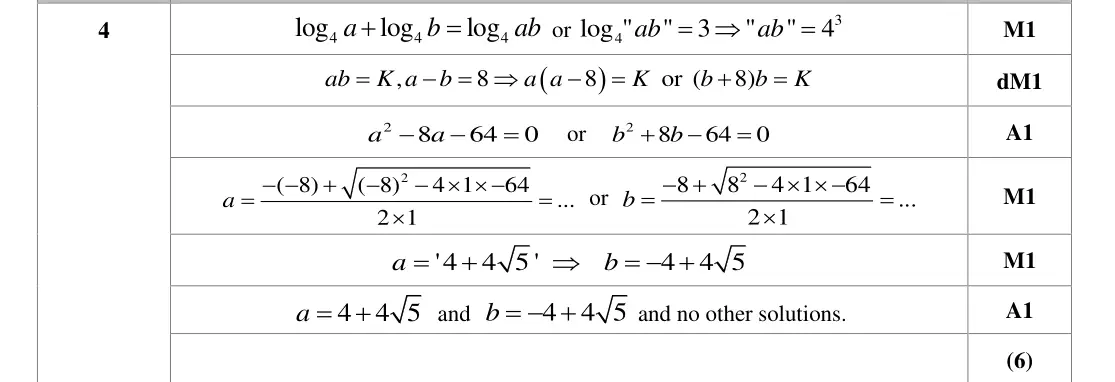 4 log₄ a + log₄ b = log₄ ab or log₄"ab" = 3 ⇒ "ab" = 4³ M1
ab = K, a − b = 8 ⇒ a(a − 8) = K or (b + 8)b = K dM1
a² − 8a − 64 = 0 or b² + 8b − 64 = 0 A1
a = (−(−8) + √((−8)² − 4×1×−64))/(2×1) = ... or b = (−8 + √(8² − 4×1×−64))/(2×1) = ... M1
a = '4 + 4√5' ⇒ b = −4 + 4√5 M1
a = 4 + 4√5 and b = −4 + 4√5 and no other solutions. A1
(6)